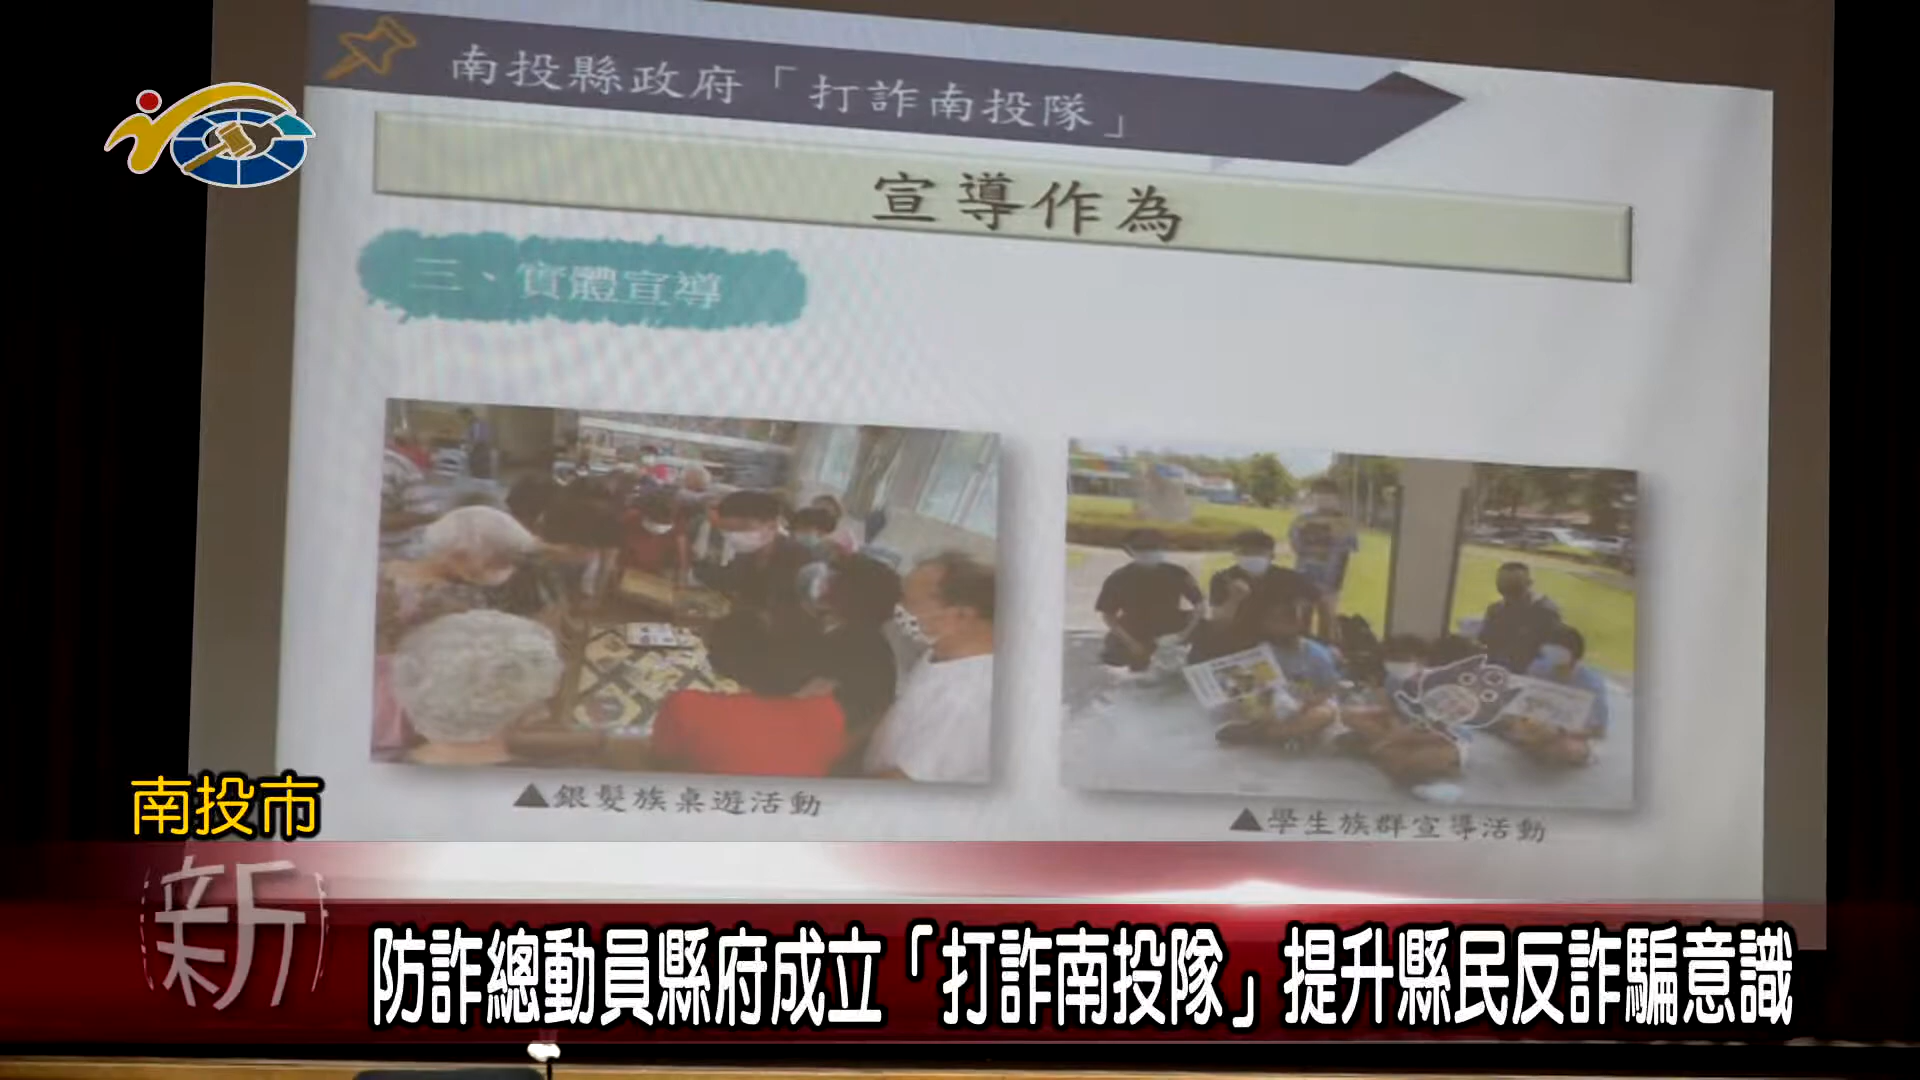 南投縣政府「打詐南投隊」
宣導作為
三、實體宣導
▲銀髮族桌遊活動
▲學生族群宣導活動
南投市
新
防詐總動員縣府成立「打詐南投隊」提升縣民反詐騙意識